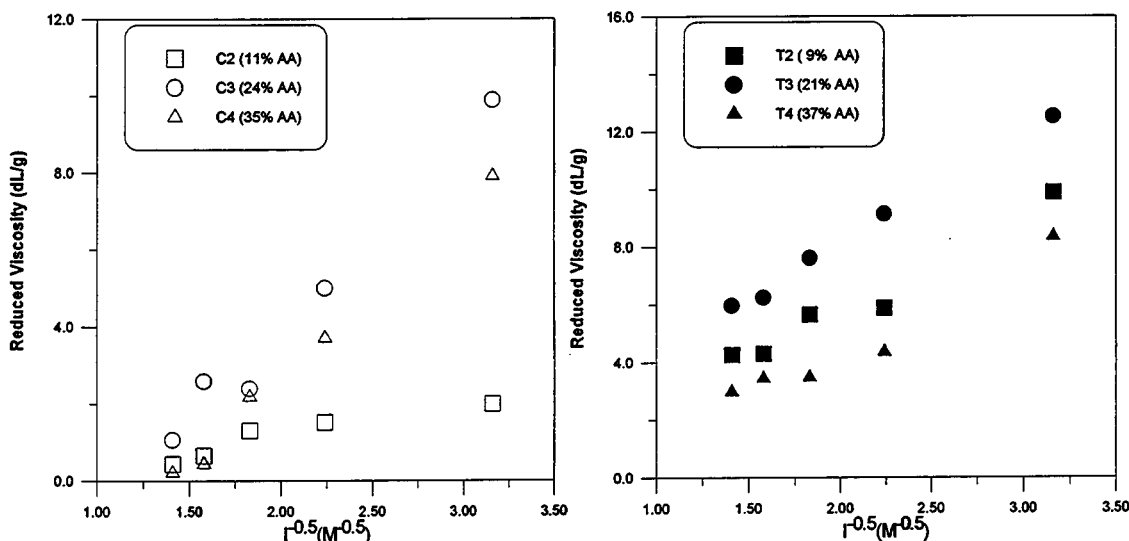 12.0
8.0
4.0
0.0
Reduced Viscosity (dL/g)
C2 (11% AA)
C3 (24% AA)
C4 (35% AA)
1.00 1.50 2.00 2.50 3.00 3.50
I-0.5(M-0.5)
16.0
12.0
8.0
4.0
0.0
Reduced Viscosity (dL/g)
T2 ( 9% AA)
T3 (21% AA)
T4 (37% AA)
1.00 1.50 2.00 2.50 3.00 3.50
I-0.5(M-0.5)